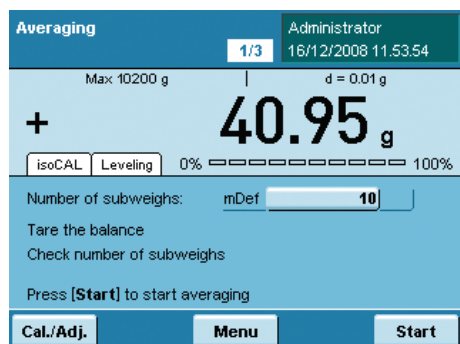 Averaging
1/3
Administrator
16/12/2008 11.53.54
Max 10200 g
d = 0.01 g
+ 40.95 g
isoCAL Leveling 0% 100%
Number of subweighs: mDef 10
Tare the balance
Check number of subweighs
Press [Start] to start averaging
Cal./Adj. Menu Start